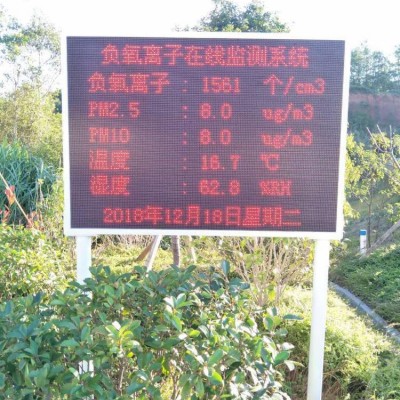 负氧离子在线监测系统
负氧离子 : 1561 个/cm3
PM2.5 : 8.0 ug/m3
PM10 : 8.0 ug/m3
温度 : 16.7 ℃
湿度 : 62.8 %RH
2018年12月18日星期二